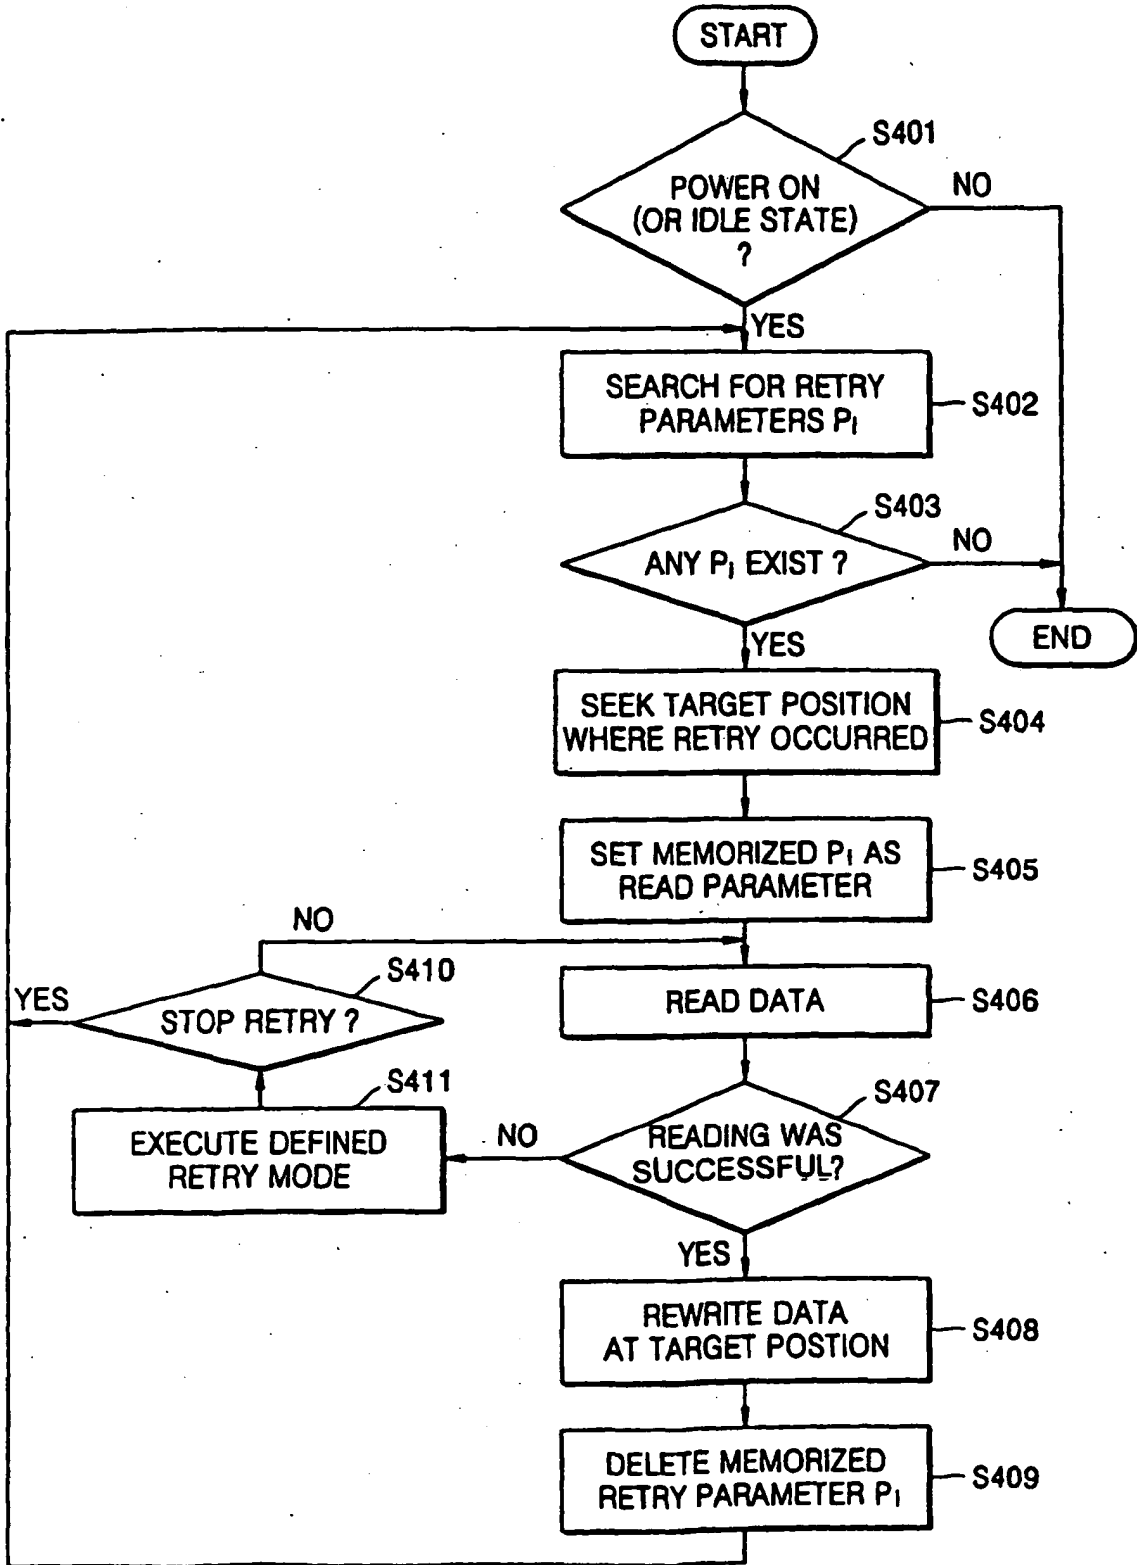 START
S401
POWER ON
(OR IDLE STATE)
?
NO
YES
SEARCH FOR RETRY
PARAMETERS PI
S402
S403
ANY PI EXIST ?
NO
END
YES
SEEK TARGET POSITION
WHERE RETRY OCCURRED
S404
SET MEMORIZED PI AS
READ PARAMETER
S405
NO
S410
YES
STOP RETRY ?
READ DATA
S406
S411
S407
EXECUTE DEFINED
RETRY MODE
NO
READING WAS
SUCCESSFUL?
YES
REWRITE DATA
AT TARGET POSTION
S408
DELETE MEMORIZED
RETRY PARAMETER PI
S409